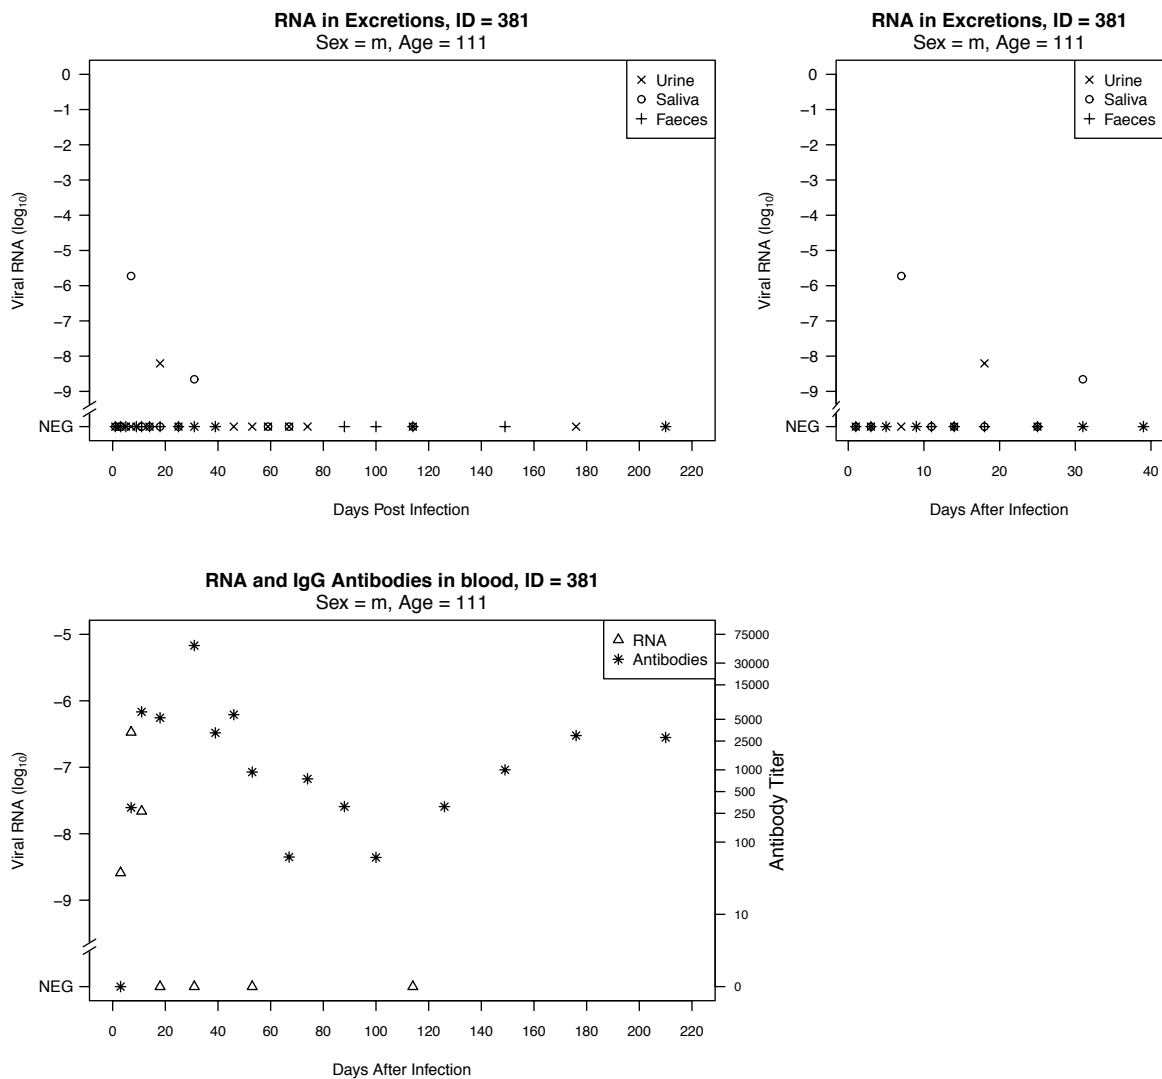 RNA in Excretions, ID = 381
Sex = m, Age = 111
Urine
Saliva
Faeces
0
−1
−2
−3
−4
−5
−6
−7
−8
−9
NEG
Viral RNA (log10)
0 20 40 60 80 100 120 140 160 180 200 220
Days Post Infection
RNA in Excretions, ID = 381
Sex = m, Age = 111
Urine
Saliva
Faeces
0
−1
−2
−3
−4
−5
−6
−7
−8
−9
NEG
Viral RNA (log10)
0 10 20 30 40
Days After Infection
RNA and IgG Antibodies in blood, ID = 381
Sex = m, Age = 111
RNA
Antibodies
−5
−6
−7
−8
−9
NEG
Viral RNA (log10)
75000
30000
15000
5000
2500
1000
500
250
100
10
0
Antibody Titer
0 20 40 60 80 100 120 140 160 180 200 220
Days After Infection